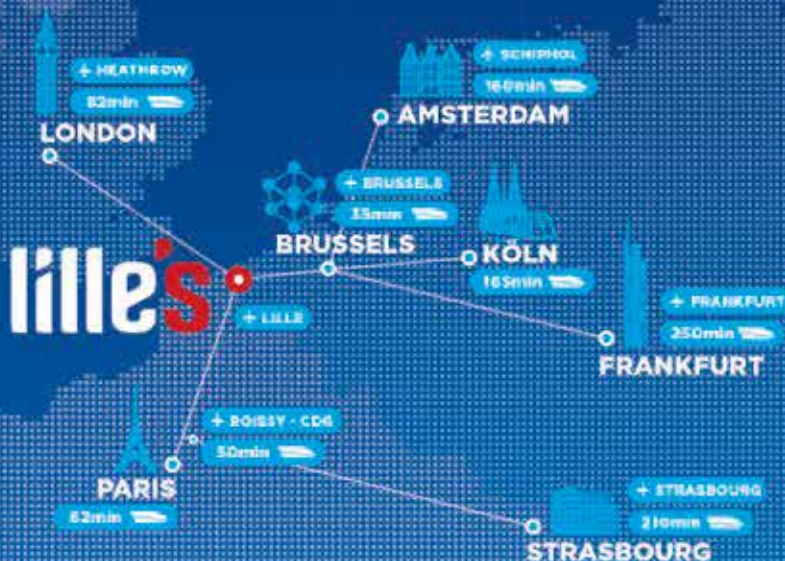 + HEATHROW
82min
LONDON
+ SCHIPHOL
160min
AMSTERDAM
+ BRUSSELS
35min
BRUSSELS
KÖLN
165min
lille's
+ LILLE
+ FRANKFURT
250min
FRANKFURT
+ ROISSY - CDG
50min
PARIS
62min
+ STRASBOURG
210min
STRASBOURG